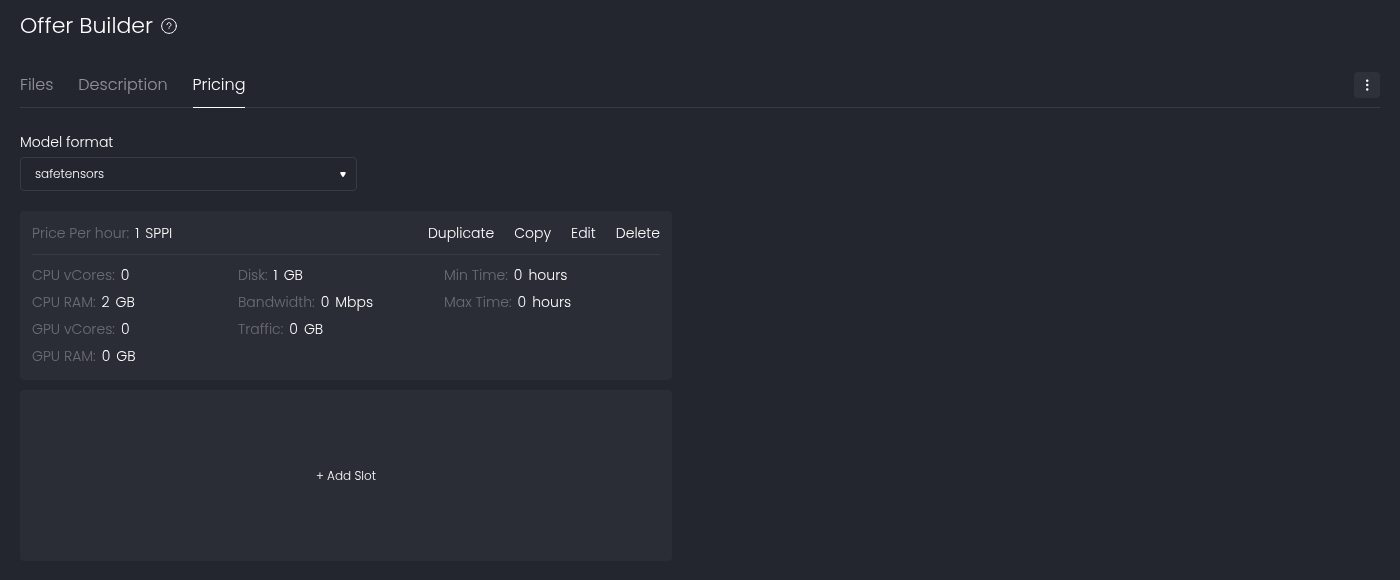 Offer Builder ?
Files Description Pricing
Model format
safetensors
Price Per hour: 1 SPPI Duplicate Copy Edit Delete
CPU vCores: 0 Disk: 1 GB Min Time: 0 hours
CPU RAM: 2 GB Bandwidth: 0 Mbps Max Time: 0 hours
GPU vCores: 0 Traffic: 0 GB
GPU RAM: 0 GB
+ Add Slot